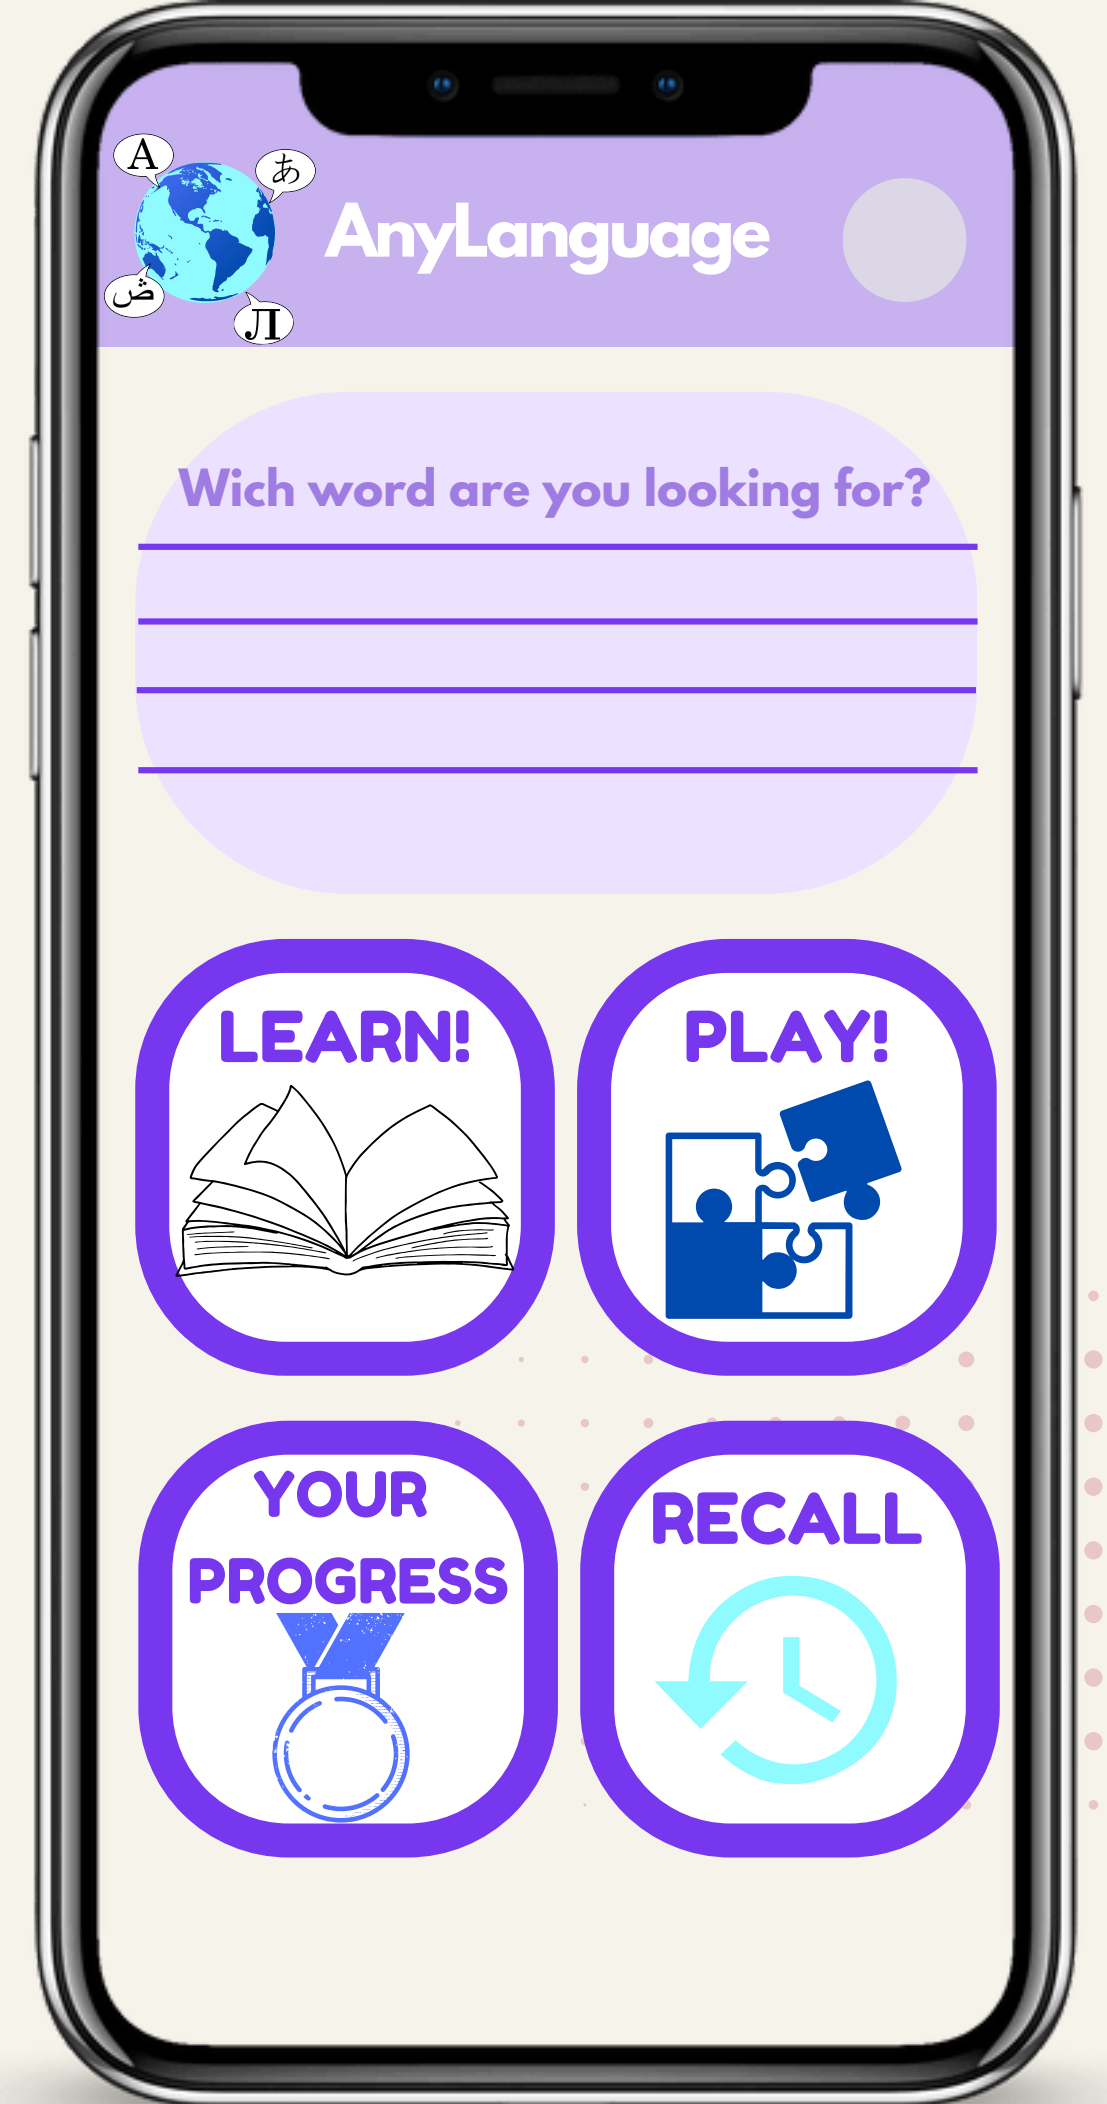 A
あ
AnyLanguage
ض
Л
Wich word are you looking for?
LEARN!
PLAY!
YOUR
PROGRESS
RECALL